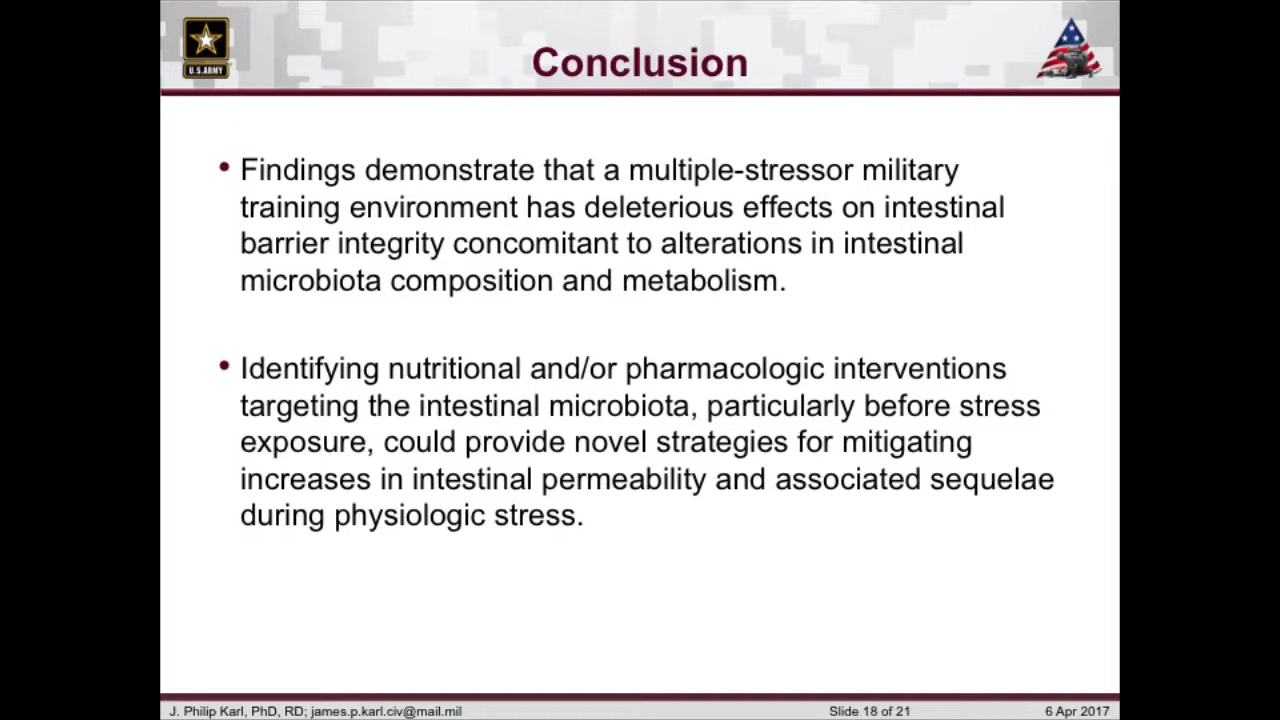 U.S.ARMY
Conclusion
• Findings demonstrate that a multiple-stressor military
training environment has deleterious effects on intestinal
barrier integrity concomitant to alterations in intestinal
microbiota composition and metabolism.
• Identifying nutritional and/or pharmacologic interventions
targeting the intestinal microbiota, particularly before stress
exposure, could provide novel strategies for mitigating
increases in intestinal permeability and associated sequelae
during physiologic stress.
J. Philip Karl, PhD, RD; james.p.karl.civ@mail.mil
Slide 18 of 21
6 Apr 2017